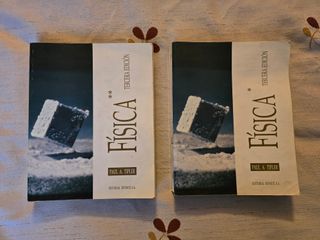 FÍSICA**
TERCERA EDICIÓN
PAUL A. TIPLER
EDITORIAL REVERTÉ, S.A.
FÍSICA*
TERCERA EDICIÓN
PAUL A. TIPLER
EDITORIAL REVERTÉ, S.A.